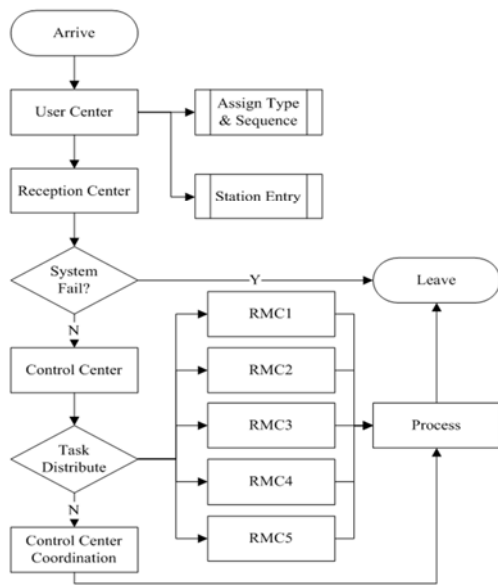 Arrive
User Center
Assign Type
& Sequence
Reception Center
Station Entry
System
Fail?
Y
Leave
N
Control Center
RMC1
RMC2
RMC3
RMC4
RMC5
Process
Task
Distribute
N
Control Center
Coordination